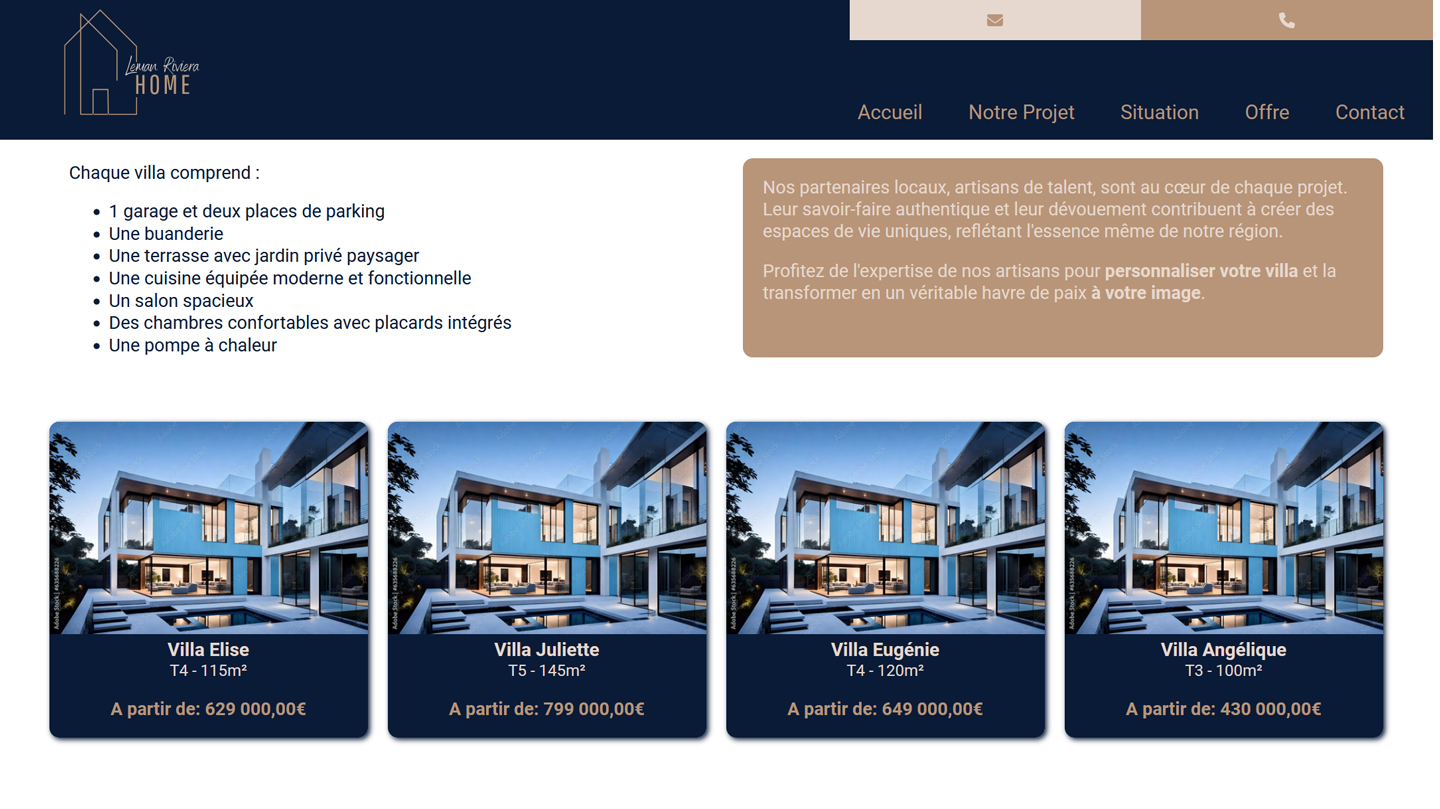 Leman Riviera
HOME
Accueil
Notre Projet
Situation
Offre
Contact
Chaque villa comprend :
1 garage et deux places de parking
Une buanderie
Une terrasse avec jardin privé paysager
Une cuisine équipée moderne et fonctionnelle
Un salon spacieux
Des chambres confortables avec placards intégrés
Une pompe à chaleur
Nos partenaires locaux, artisans de talent, sont au cœur de chaque projet.
Leur savoir-faire authentique et leur dévouement contribuent à créer des
espaces de vie uniques, reflétant l'essence même de notre région.
Profitez de l'expertise de nos artisans pour personnaliser votre villa et la
transformer en un véritable havre de paix à votre image.
Adobe Stock | #635688226
Villa Elise
T4 - 115m²
A partir de: 629 000,00€
Adobe Stock | #635688226
Villa Juliette
T5 - 145m²
A partir de: 799 000,00€
Adobe Stock | #635688226
Villa Eugénie
T4 - 120m²
A partir de: 649 000,00€
Adobe Stock | #635688226
Villa Angélique
T3 - 100m²
A partir de: 430 000,00€